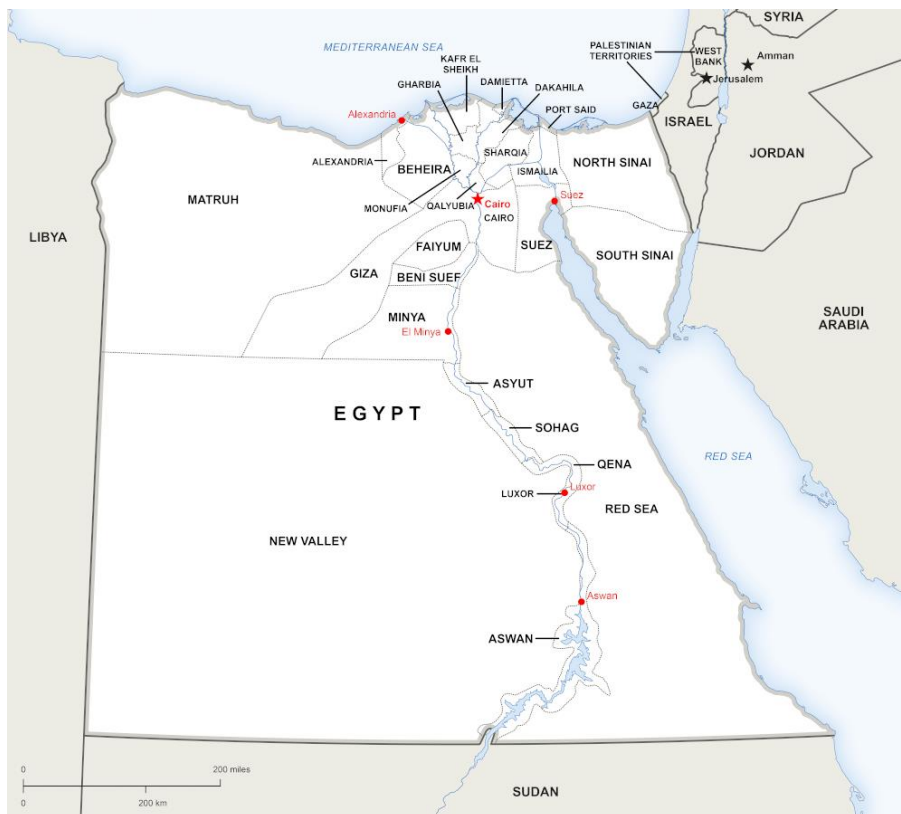 SYRIA
MEDITERRANEAN SEA
KAFR EL
SHEIKH
PALESTINIAN
TERRITORIES
WEST
BANK
Amman
Jerusalem
GHARBIA
DAMIETTA
DAKAHILA
PORT SAID
GAZA
ISRAEL
JORDAN
Alexandria
ALEXANDRIA
BEHEIRA
SHARQIA
ISMAILIA
NORTH SINAI
MATRUH
MONUFIA
QALYUBIA
Cairo
CAIRO
Suez
LIBYA
FAIYUM
SUEZ
SOUTH SINAI
GIZA
BENI SUEF
MINYA
El Minya
SAUDI
ARABIA
ASYUT
EGYPT
SOHAG
QENA
RED SEA
LUXOR
Luxor
RED SEA
NEW VALLEY
Aswan
ASWAN
0
200 miles
0
200 km
SUDAN